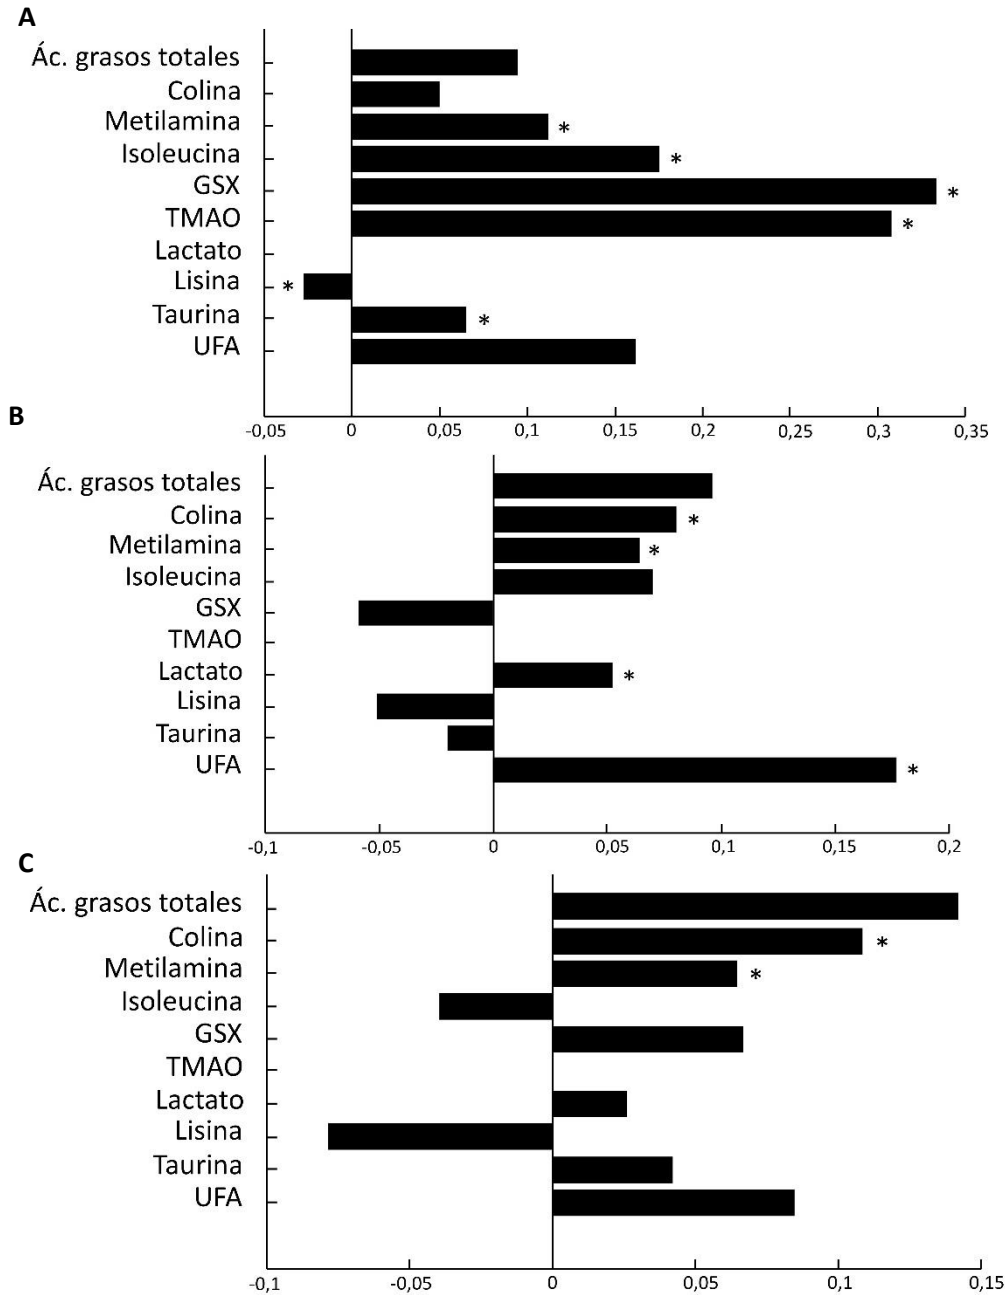 A
Ác. grasos totales
Colina
Metilamina *
Isoleucina *
GSX *
TMAO *
Lactato
Lisina *
Taurina *
UFA
-0,05 0 0,05 0,1 0,15 0,2 0,25 0,3 0,35
B
Ác. grasos totales
Colina *
Metilamina *
Isoleucina
GSX
TMAO
Lactato *
Lisina
Taurina
UFA *
-0,1 -0,05 0 0,05 0,1 0,15 0,2
C
Ác. grasos totales
Colina *
Metilamina *
Isoleucina
GSX
TMAO
Lactato
Lisina
Taurina
UFA
-0,1 -0,05 0 0,05 0,1 0,15